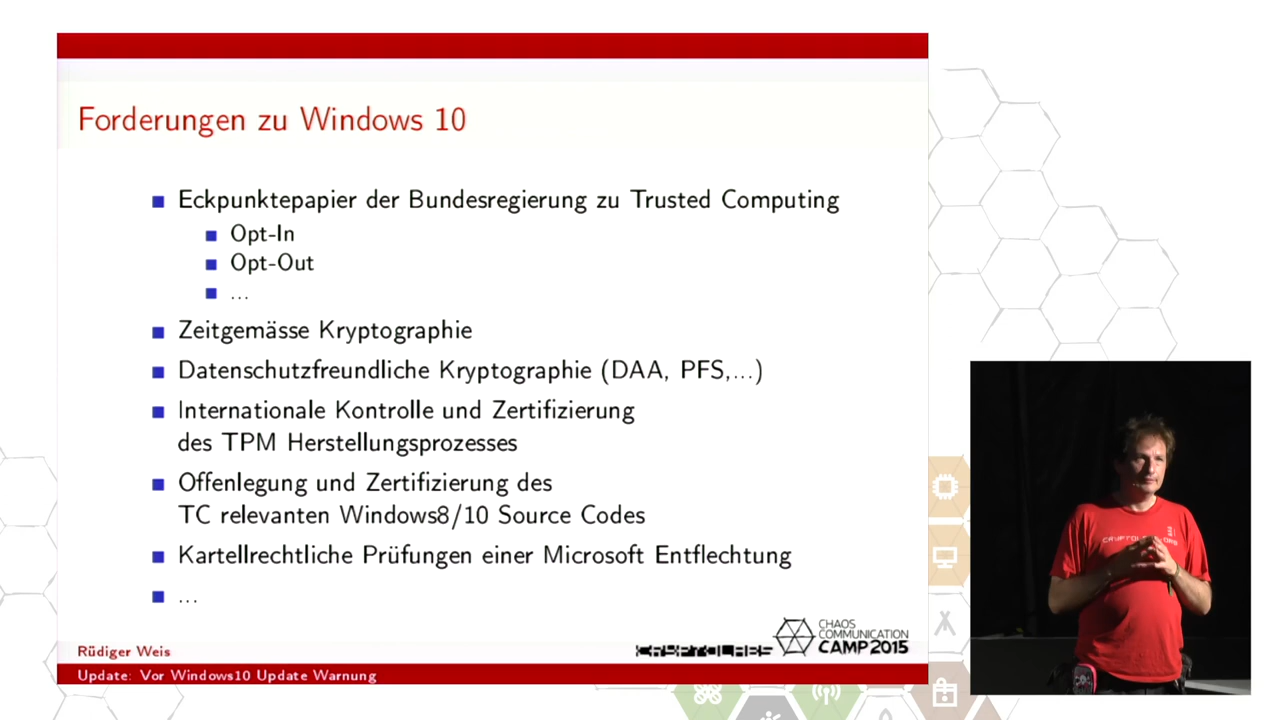 Forderungen zu Windows 10
Eckpunktepapier der Bundesregierung zu Trusted Computing
Opt-In
Opt-Out
...
Zeitgemässe Kryptographie
Datenschutzfreundliche Kryptographie (DAA, PFS,...)
Internationale Kontrolle und Zertifizierung
des TPM Herstellungsprozesses
Offenlegung und Zertifizierung des
TC relevanten Windows8/10 Source Codes
Kartellrechtliche Prüfungen einer Microsoft Entflechtung
...
Rüdiger Weis
CRYPTOLABS
CHAOS
COMMUNICATION
CAMP 2015
Update: Vor Windows10 Update Warnung